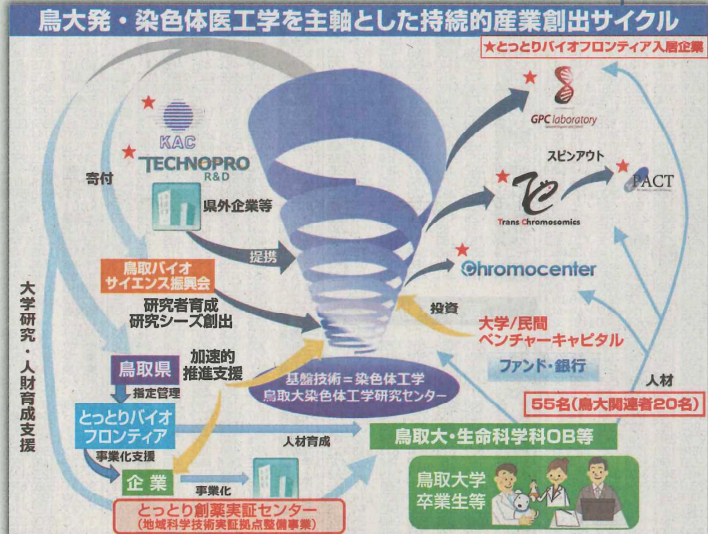 鳥大発・染色体医工学を主軸とした持続的産業創出サイクル
★とっとりバイオフロンティア入居企業
★
KAC
★
TECHNOPRO
R&D
県外企業等
寄付
提携
★
GPC laboratory
スピンアウト
★
Tc
Trans Chromosomics
★
PACT
★
Chromocenter
鳥取バイオ
サイエンス振興会
研究者育成
研究シーズ創出
投資
大学/民間
ベンチャーキャピタル
ファンド・銀行
大学研究・人財育成支援
鳥取県
加速的
推進支援
指定管理
基盤技術=染色体工学
鳥取大染色体工学研究センター
人材
55名(鳥大関連者20名)
とっとりバイオ
フロンティア
事業化支援
人材育成
鳥取大・生命科学科OB等
企業
事業化
鳥取大学
卒業生等
とっとり創薬実証センター
(地域科学技術実証拠点整備事業)